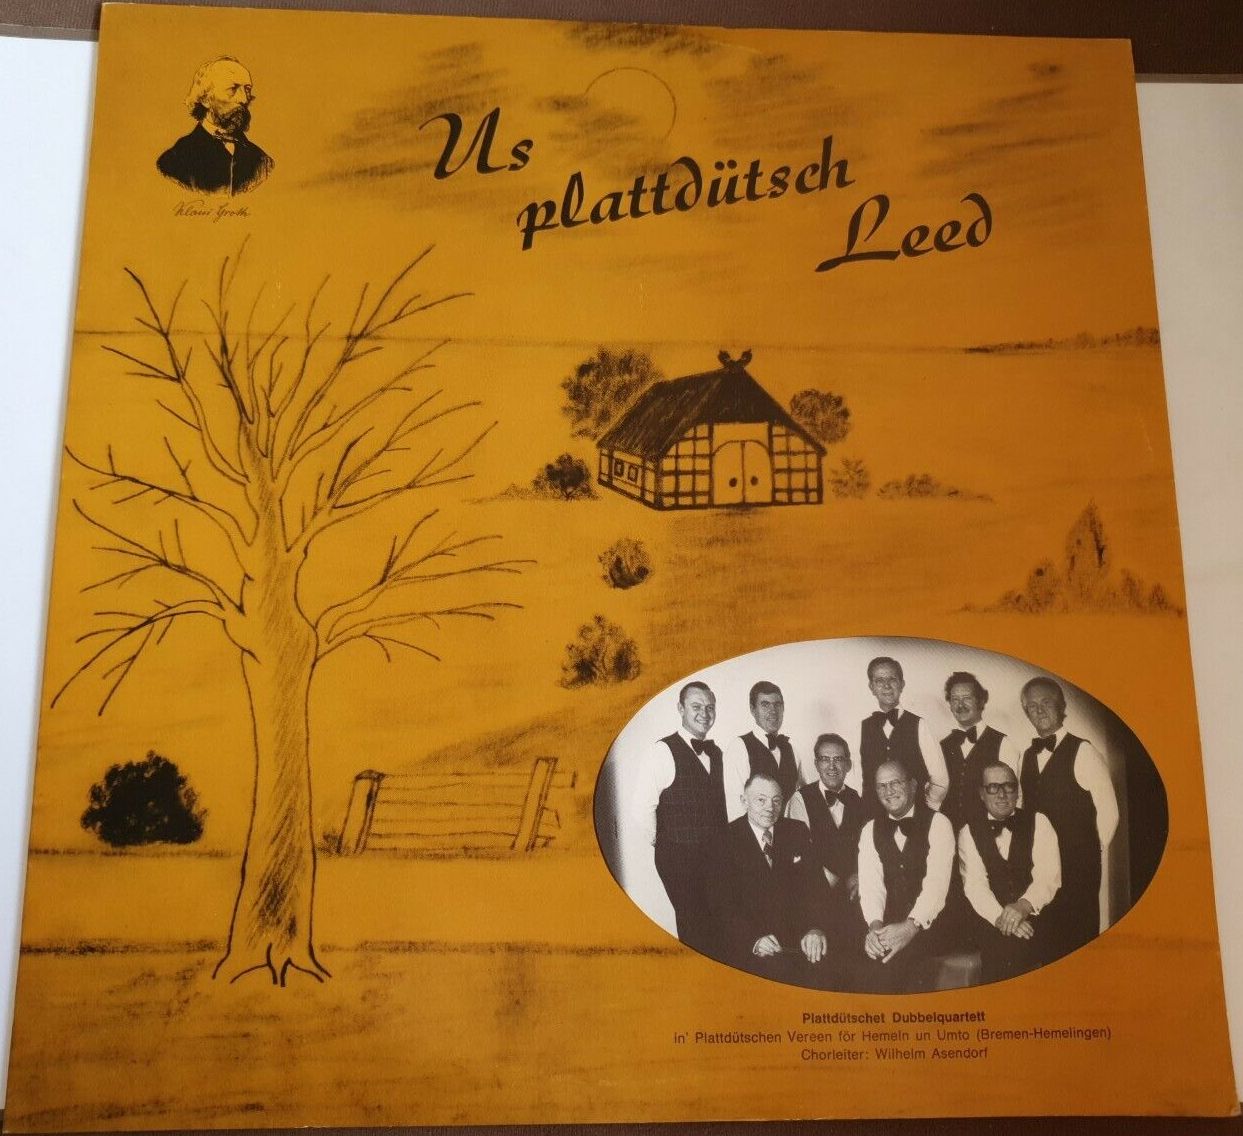 Klaus Groth
Us
plattdütsch
Leed
Plattdütschet Dubbelquartett
in' Plattdütschen Vereen för Hemeln un Umto (Bremen-Hemelingen)
Chorleiter: Wilhelm Asendorf